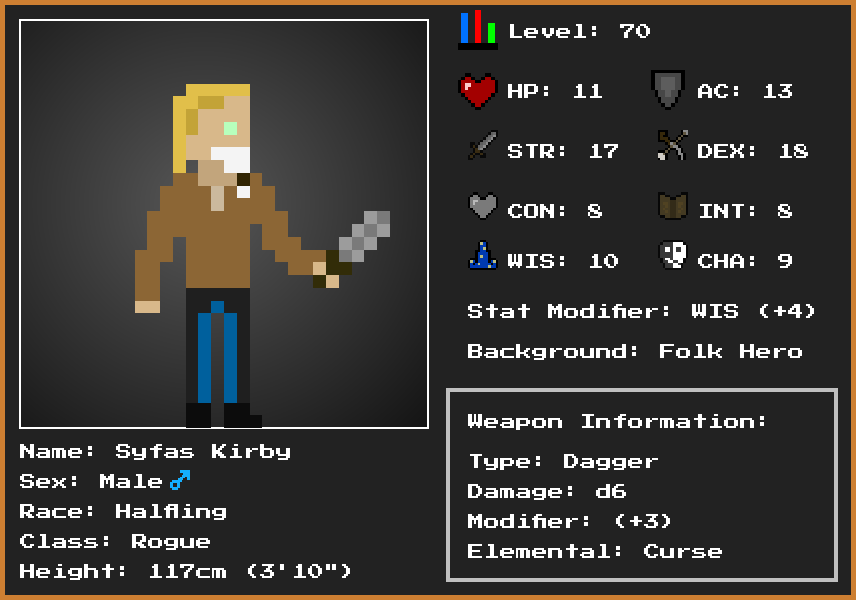 Level: 70
HP: 11
AC: 13
STR: 17
DEX: 18
CON: 8
INT: 8
WIS: 10
CHA: 9
Stat Modifier: WIS (+4)
Background: Folk Hero
Weapon Information:
Type: Dagger
Damage: d6
Modifier: (+3)
Elemental: Curse
Name: Syfas Kirby
Sex: Male♂
Race: Halfling
Class: Rogue
Height: 117cm (3'10")